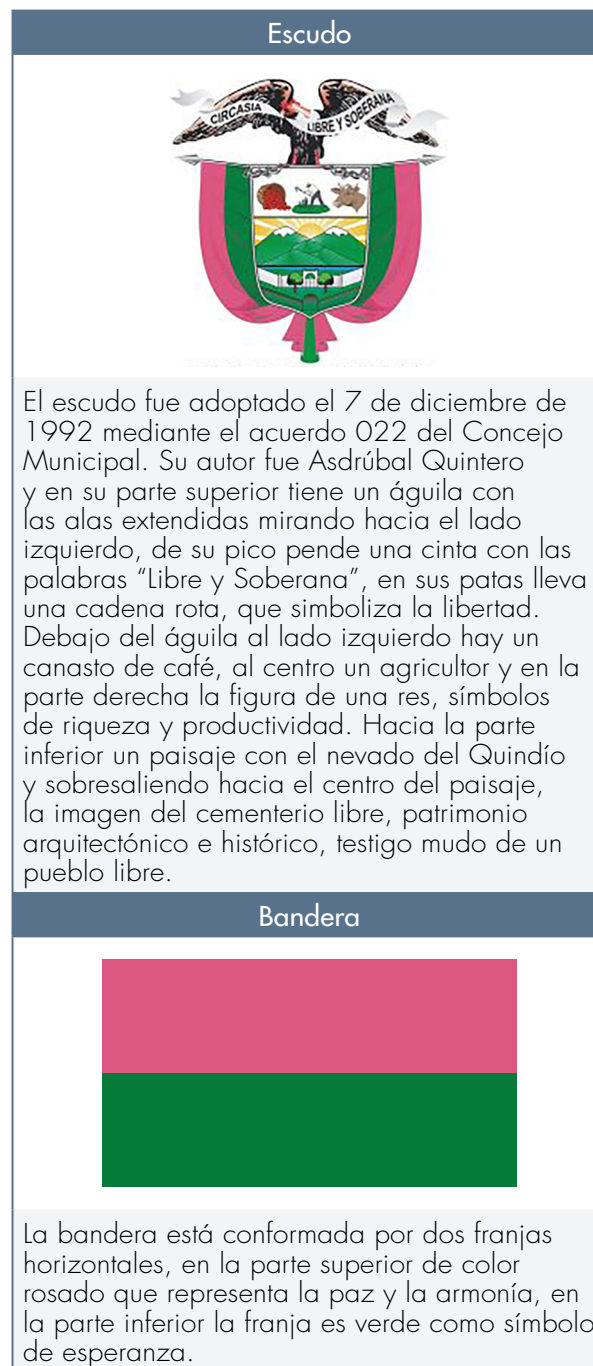 Escudo
CIRCASIA
LIBRE Y SOBERANA
El escudo fue adoptado el 7 de diciembre de
1992 mediante el acuerdo 022 del Concejo
Municipal. Su autor fue Asdrúbal Quintero
y en su parte superior tiene un águila con
las alas extendidas mirando hacia el lado
izquierdo, de su pico pende una cinta con las
palabras “Libre y Soberana”, en sus patas lleva
una cadena rota, que simboliza la libertad.
Debajo del águila al lado izquierdo hay un
canasto de café, al centro un agricultor y en la
parte derecha la figura de una res, símbolos
de riqueza y productividad. Hacia la parte
inferior un paisaje con el nevado del Quindío
y sobresaliendo hacia el centro del paisaje,
la imagen del cementerio libre, patrimonio
arquitectónico e histórico, testigo mudo de un
pueblo libre.
Bandera
La bandera está conformada por dos franjas
horizontales, en la parte superior de color
rosado que representa la paz y la armonía, en
la parte inferior la franja es verde como símbolo
de esperanza.